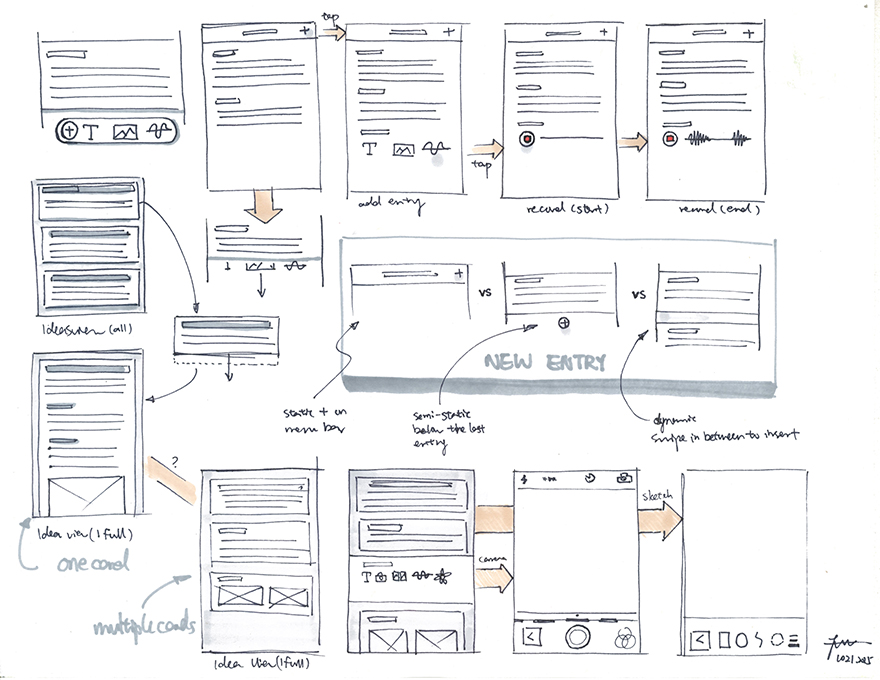 tap
T
tap
add entry
record (start)
record (end)
Ideascreen (all)
vs
vs
NEW ENTRY
static + on
menu bar
semi-static
below the last
entry
dynamic
swipe in between to insert
?
Idea view (1 full)
one card
multiple cards
camera
sketch
T
T
Idea View (1 full)